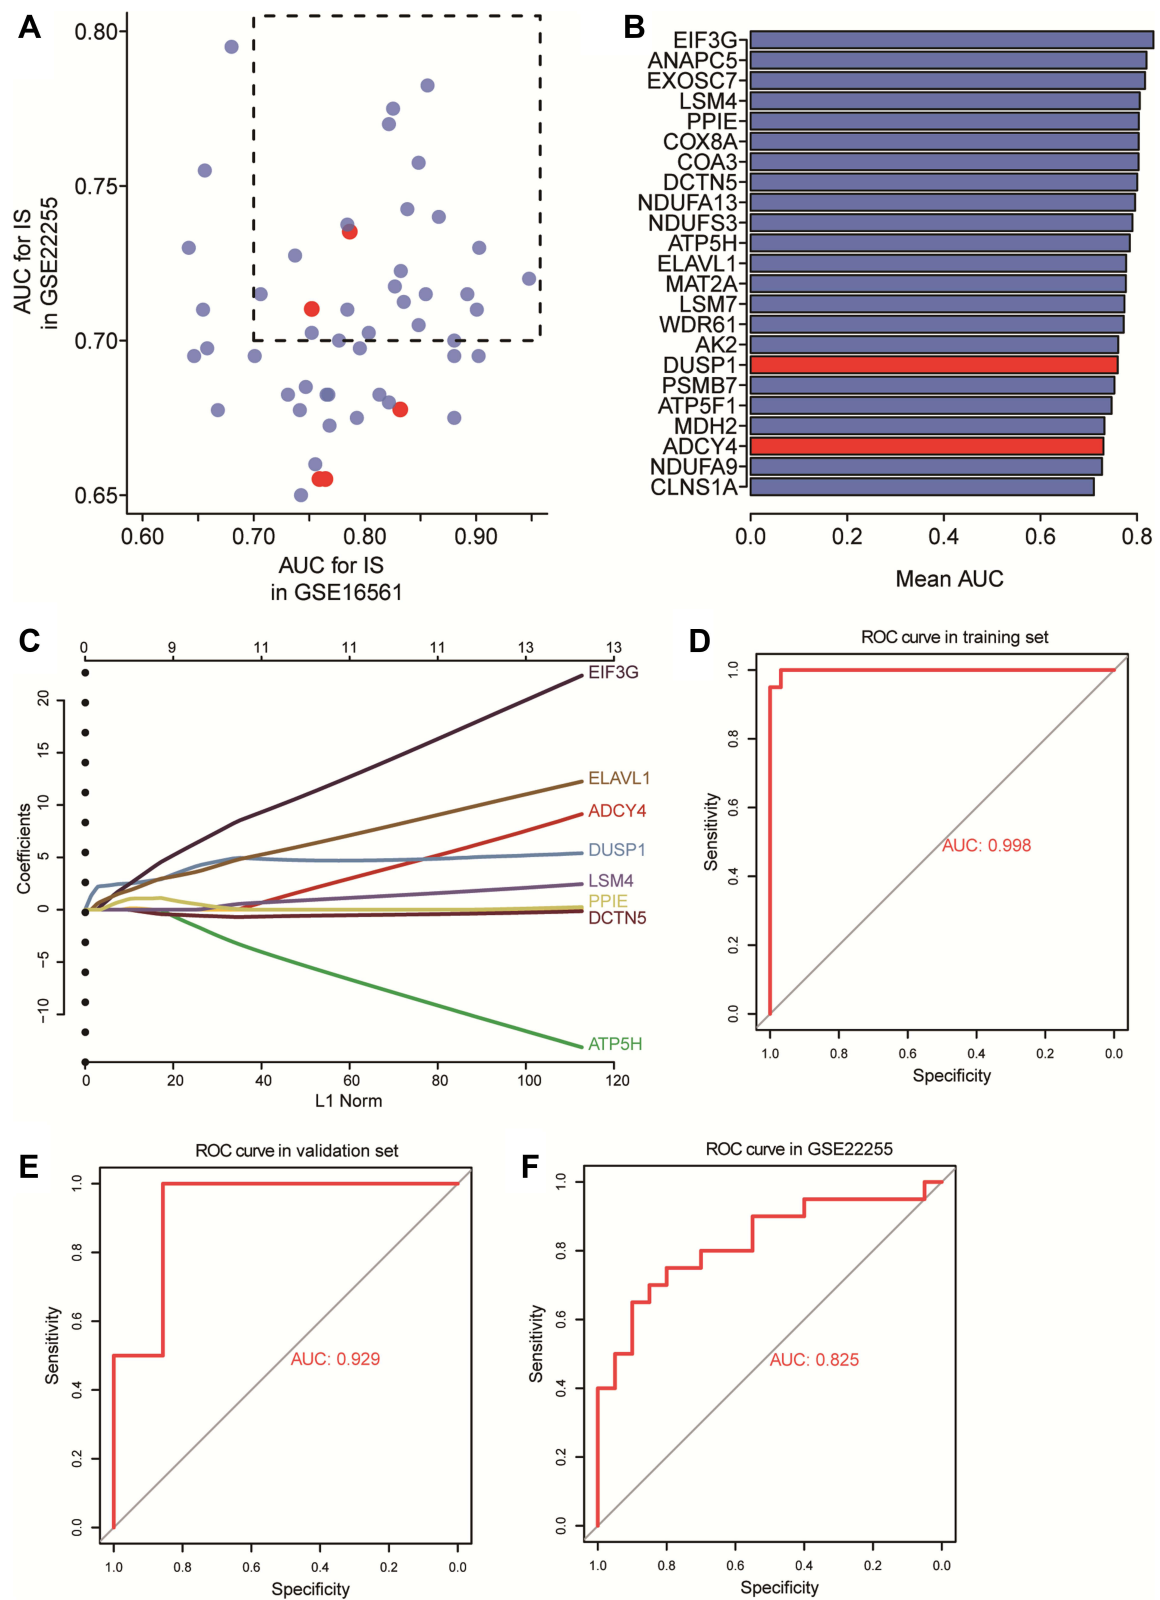 A
0.80
0.75
0.70
0.65
AUC for IS
in GSE22255
0.60
0.70
0.80
0.90
AUC for IS
in GSE16561
B
EIF3G
ANAPC5
EXOSC7
LSM4
PPIE
COX8A
COA3
DCTN5
NDUFA13
NDUFS3
ATP5H
ELAVL1
MAT2A
LSM7
WDR61
AK2
DUSP1
PSMB7
ATP5F1
MDH2
ADCY4
NDUFA9
CLNS1A
0.0
0.2
0.4
0.6
0.8
Mean AUC
C
0
9
11
11
11
13
13
20
15
10
5
0
−5
−10
Coefficients
EIF3G
ELAVL1
ADCY4
DUSP1
LSM4
PPIE
DCTN5
ATP5H
0
20
40
60
80
100
120
L1 Norm
D
ROC curve in training set
1.0
0.8
0.6
0.4
0.2
0.0
Sensitivity
AUC: 0.998
1.0
0.8
0.6
0.4
0.2
0.0
Specificity
E
ROC curve in validation set
1.0
0.8
0.6
0.4
0.2
0.0
Sensitivity
AUC: 0.929
1.0
0.8
0.6
0.4
0.2
0.0
Specificity
F
ROC curve in GSE22255
1.0
0.8
0.6
0.4
0.2
0.0
Sensitivity
AUC: 0.825
1.0
0.8
0.6
0.4
0.2
0.0
Specificity